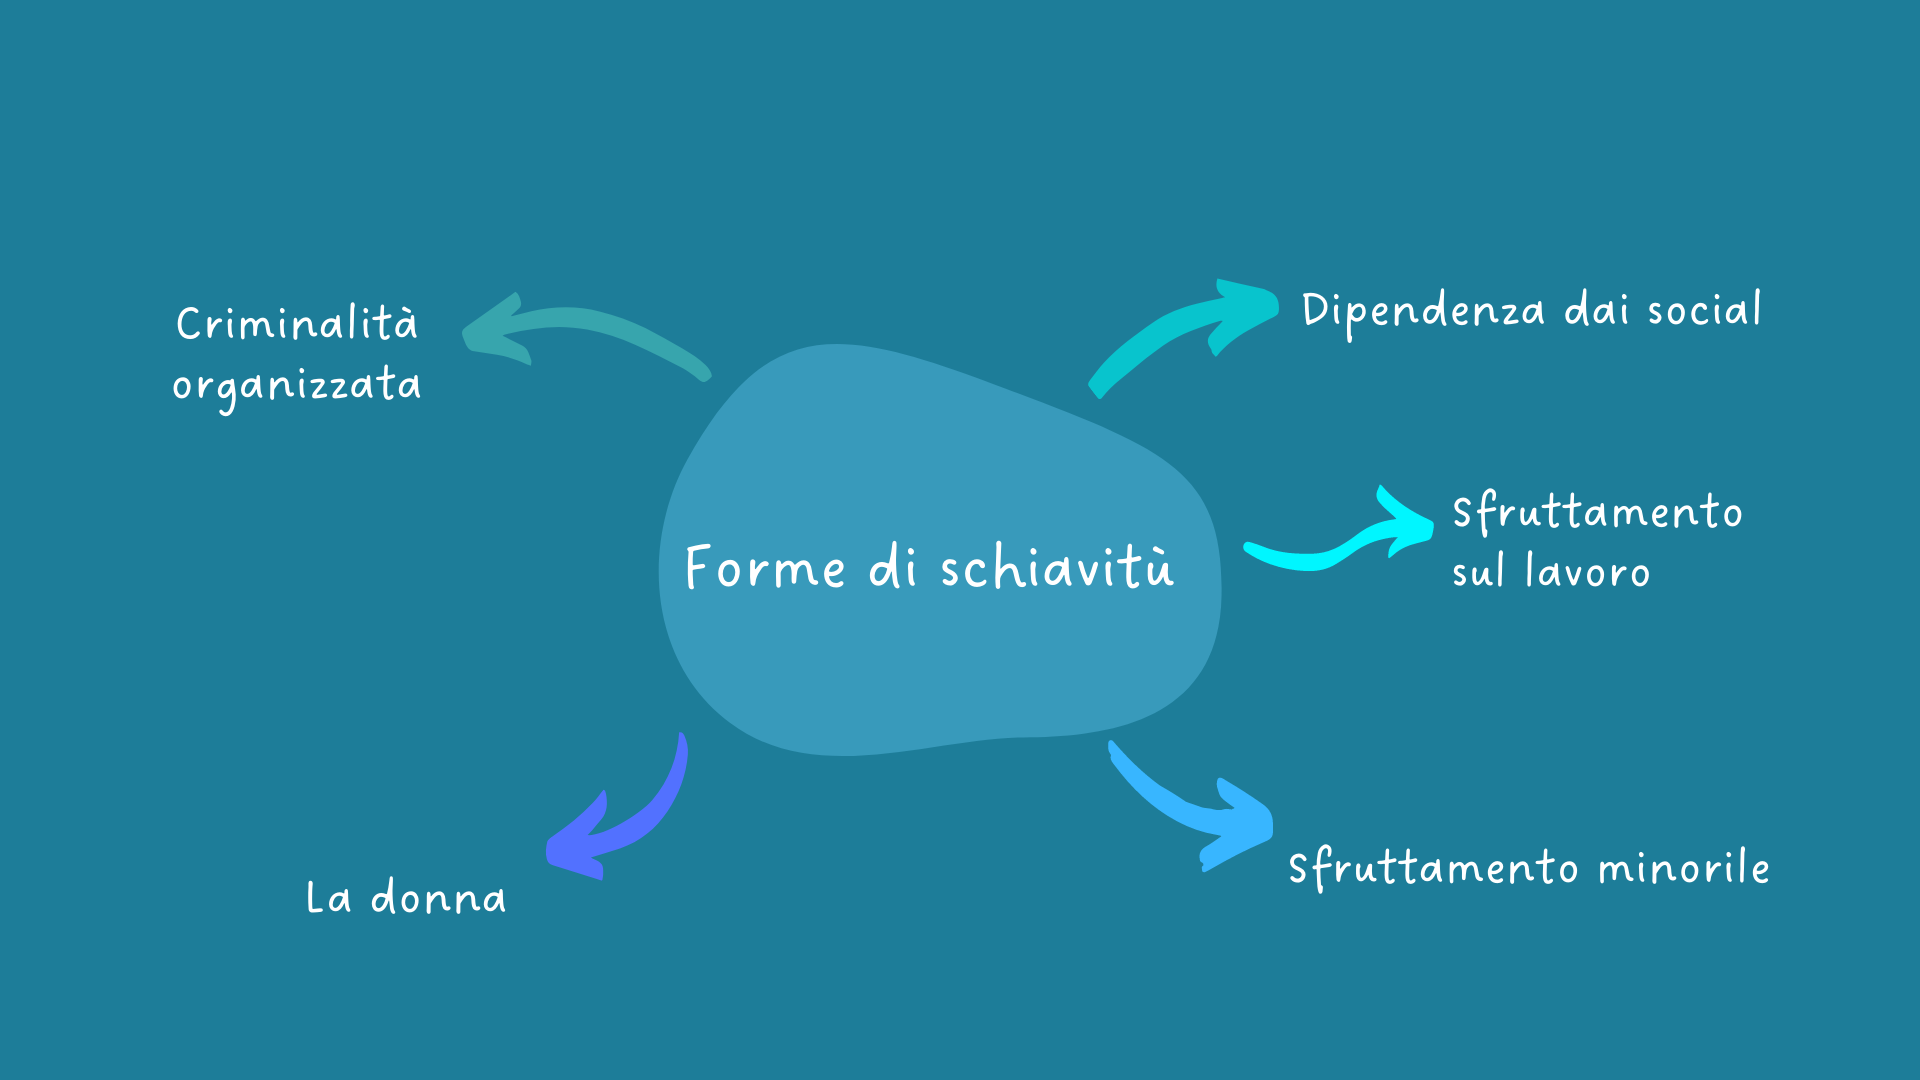 Forme di schiavitù
Criminalità
organizzata
Dipendenza dai social
Sfruttamento
sul lavoro
Sfruttamento minorile
La donna